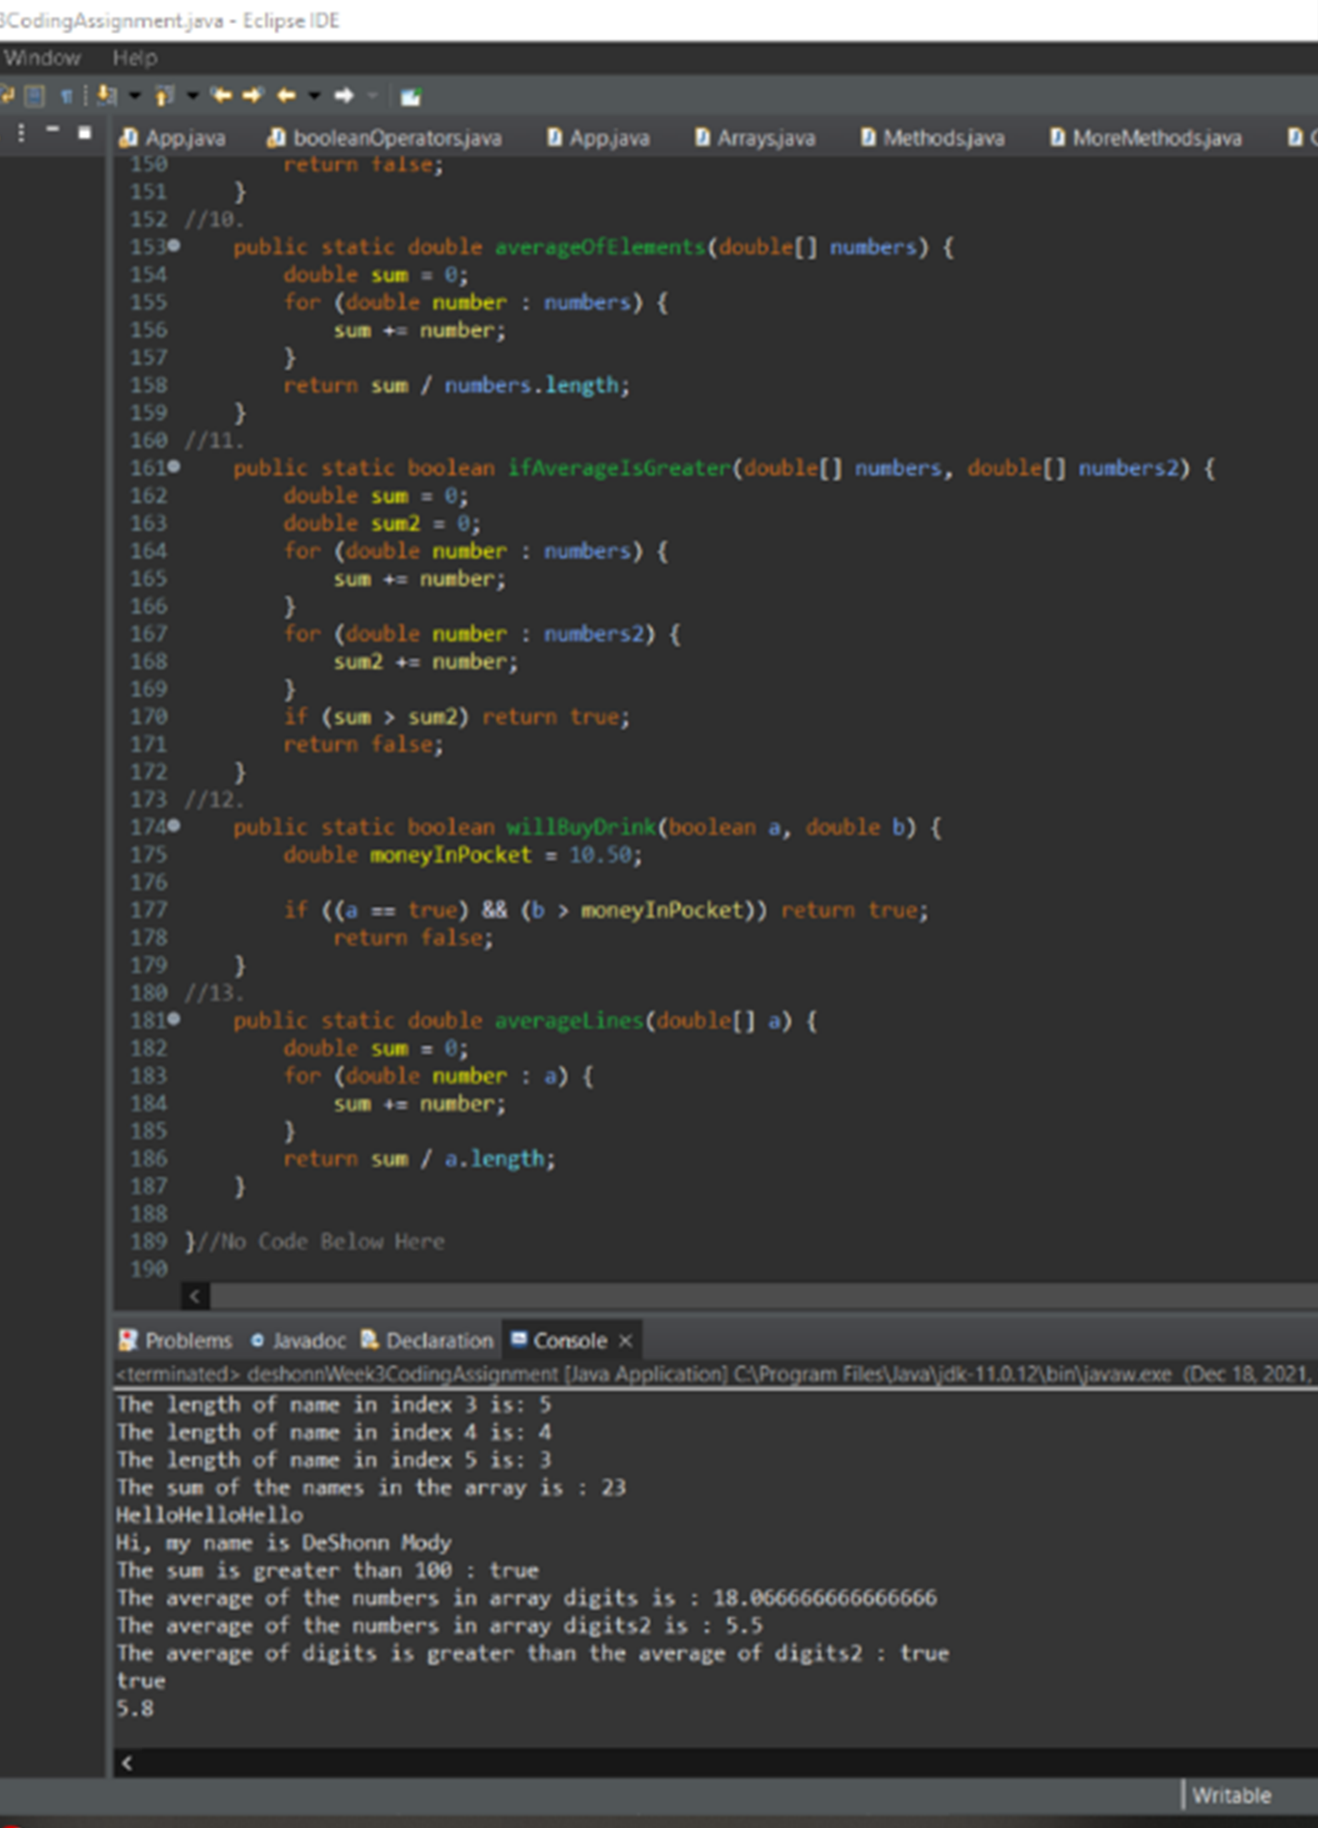 3CodingAssignment.java - Eclipse IDE
Window Help
App.java booleanOperators.java App.java Arrays.java Methods.java MoreMethods.java
150 return false;
151 }
152 //10.
153 public static double averageOfElements(double[] numbers) {
154 double sum = 0;
155 for (double number : numbers) {
156 sum += number;
157 }
158 return sum / numbers.length;
159 }
160 //11.
161 public static boolean ifAverageIsGreater(double[] numbers, double[] numbers2) {
162 double sum = 0;
163 double sum2 = 0;
164 for (double number : numbers) {
165 sum += number;
166 }
167 for (double number : numbers2) {
168 sum2 += number;
169 }
170 if (sum > sum2) return true;
171 return false;
172 }
173 //12.
174 public static boolean willBuyDrink(boolean a, double b) {
175 double moneyInPocket = 10.50;
176
177 if ((a == true) && (b > moneyInPocket)) return true;
178 return false;
179 }
180 //13.
181 public static double averageLines(double[] a) {
182 double sum = 0;
183 for (double number : a) {
184 sum += number;
185 }
186 return sum / a.length;
187 }
188
189 }//No Code Below Here
190
Problems Javadoc Declaration Console
<terminated> deshonnWeek3CodingAssignment [Java Application] C:\Program Files\Java\jdk-11.0.12\bin\javaw.exe (Dec 18, 2021,
The length of name in index 3 is: 5
The length of name in index 4 is: 4
The length of name in index 5 is: 3
The sum of the names in the array is : 23
HelloHelloHello
Hi, my name is DeShonn Mody
The sum is greater than 100 : true
The average of the numbers in array digits is : 18.066666666666666
The average of the numbers in array digits2 is : 5.5
The average of digits is greater than the average of digits2 : true
true
5.8
Writable